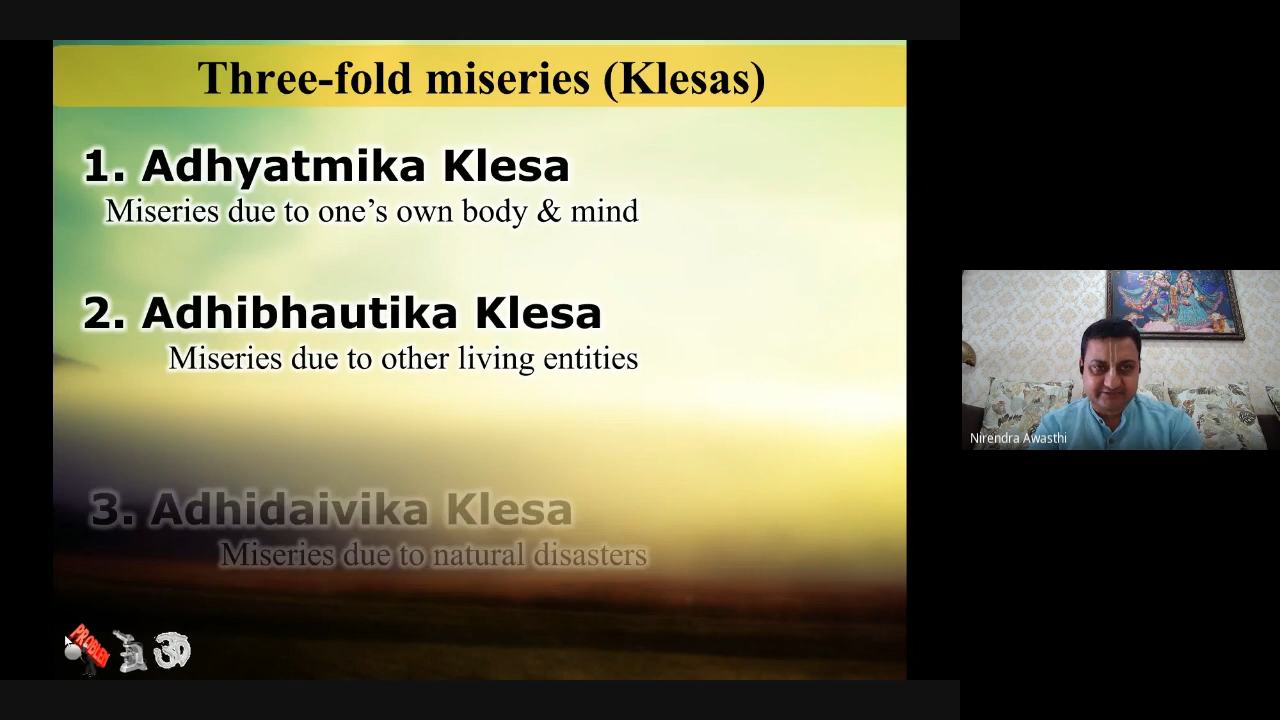 Three-fold miseries (Klesas)
1. Adhyatmika Klesa
Miseries due to one’s own body & mind
2. Adhibhautika Klesa
Miseries due to other living entities
3. Adhidaivika Klesa
Miseries due to natural disasters
PROBLEM
Nirendra Awasthi